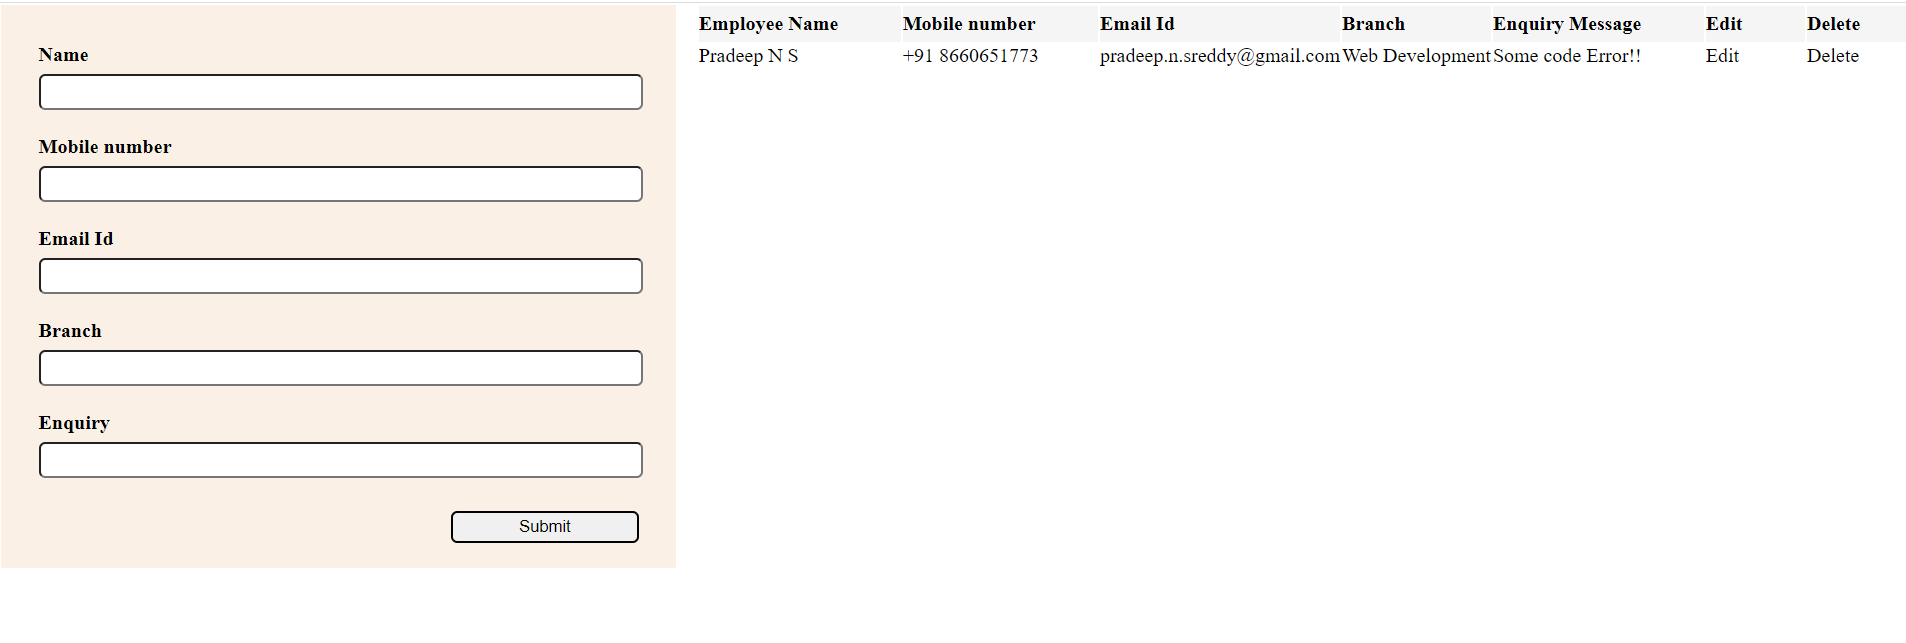 Name
Mobile number
Email Id
Branch
Enquiry
Submit
Employee Name Mobile number Email Id Branch Enquiry Message Edit Delete
Pradeep N S +91 8660651773 pradeep.n.sreddy@gmail.com Web Development Some code Error!! Edit Delete